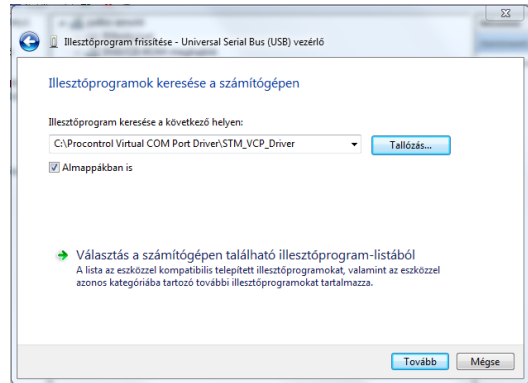 Illesztőprogram frissítése - Universal Serial Bus (USB) vezérlő
Illesztőprogramok keresése a számítógépen
Illesztőprogram keresése a következő helyen:
C:\Procontrol Virtual COM Port Driver\STM_VCP_Driver
Tallózás...
Almappákban is
Választás a számítógépen található illesztőprogram-listából
A lista az eszközzel kompatibilis telepített illesztőprogramokat, valamint az eszközzel
azonos kategóriába tartozó további illesztőprogramokat tartalmazza.
Tovább
Mégse